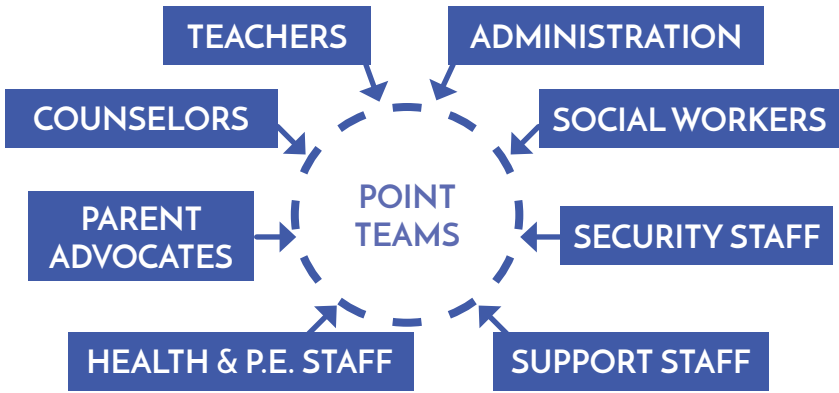 TEACHERS
ADMINISTRATION
COUNSELORS
SOCIAL WORKERS
POINT
TEAMS
PARENT
ADVOCATES
SECURITY STAFF
HEALTH & P.E. STAFF
SUPPORT STAFF